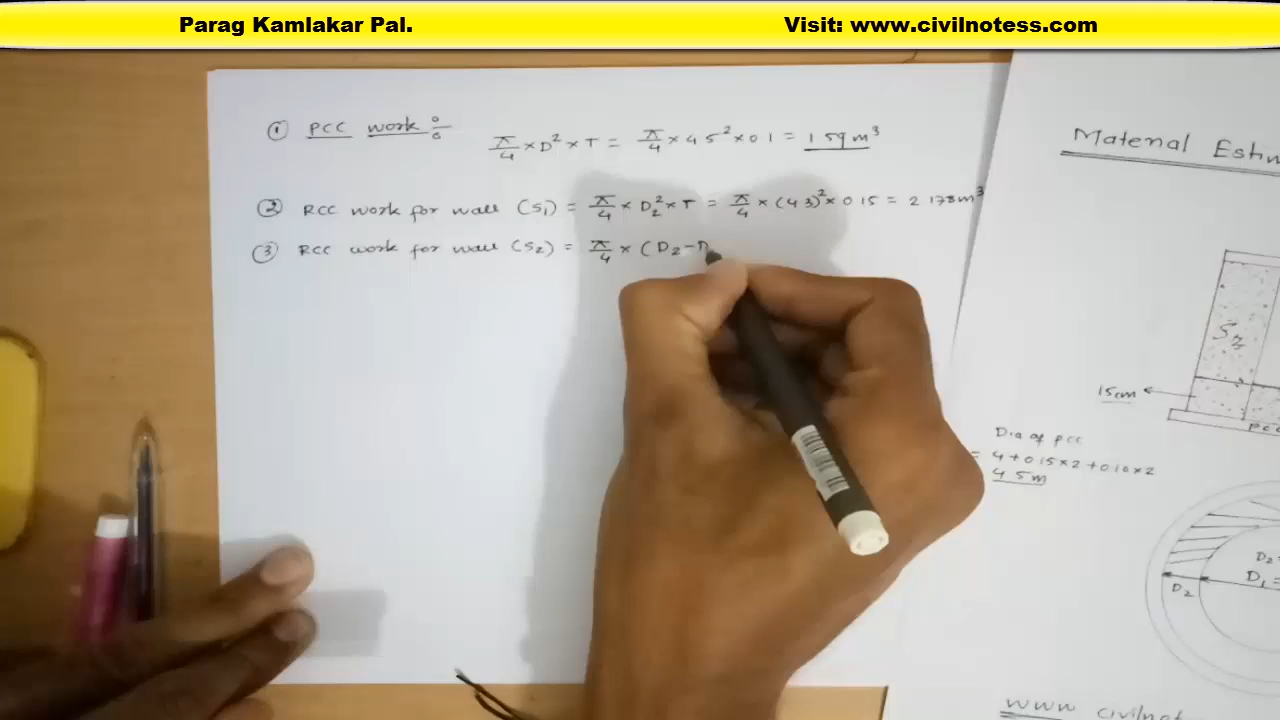 Parag Kamlakar Pal.
Visit: www.civilnotess.com
① PCC work :
π/4 × D² × T = π/4 × 4.5² × 0.1 = 1.59 m³
② RCC work for wall (S₁) = π/4 × D₂² × T = π/4 × (4.3)² × 0.15 = 2.178 m³
③ RCC work for wall (S₂) = π/4 × (D₂ - D
Material Estim
S₂
15cm
PCC
Dia of PCC
= 4 + 0.15 × 2 + 0.10 × 2
4.5m
D₂=
D₁=
D₂
www civilnot